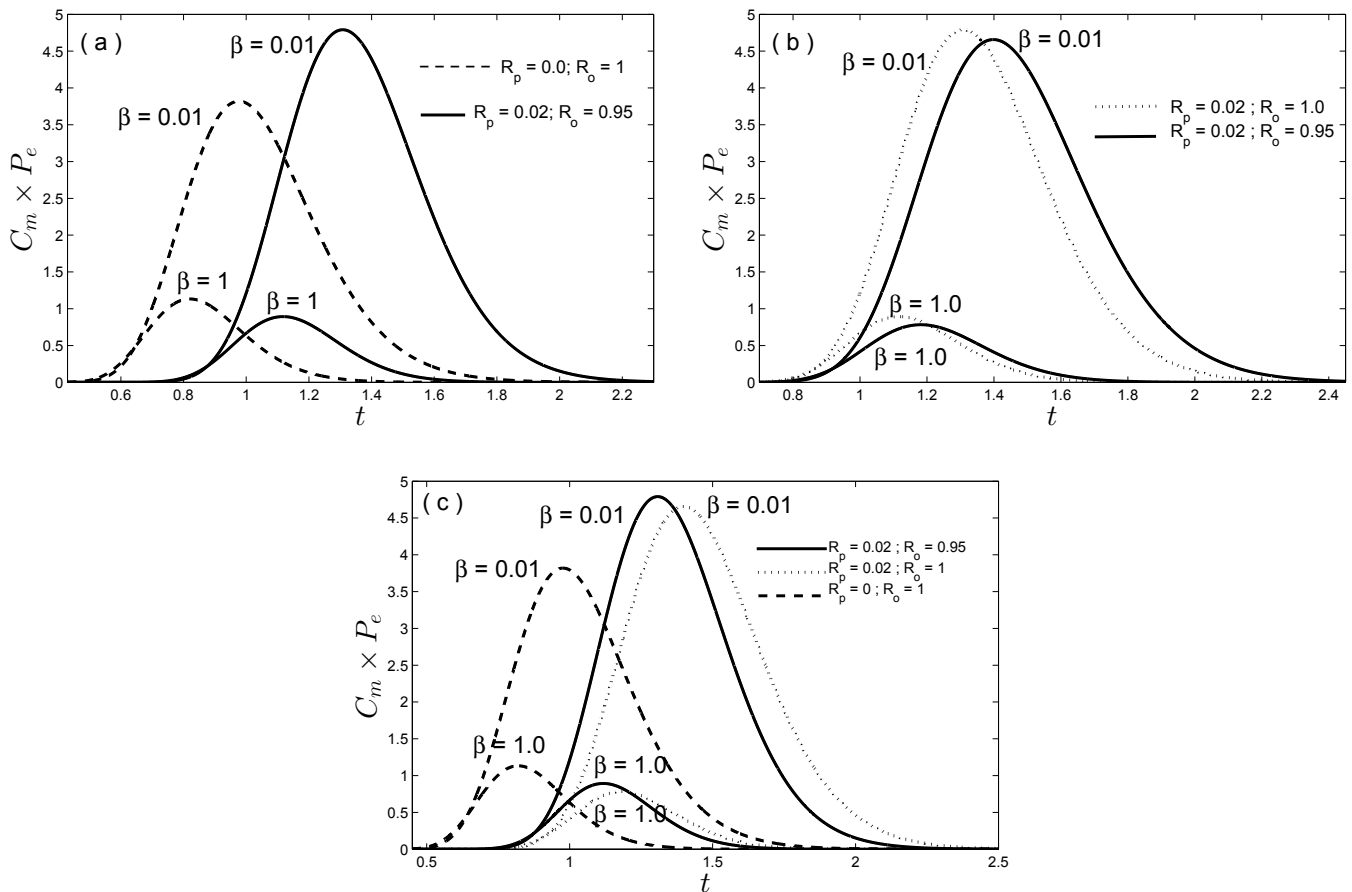 ( a )
β = 0.01
β = 0.01
β = 1
β = 1
R_p = 0.0; R_o = 1
R_p = 0.02; R_o = 0.95
C_m × P_e
0
0.5
1
1.5
2
2.5
3
3.5
4
4.5
5
0.6 0.8 1 1.2 1.4 1.6 1.8 2 2.2
t
( b )
β = 0.01
β = 0.01
β = 1.0
β = 1.0
R_p = 0.02 ; R_o = 1.0
R_p = 0.02 ; R_o = 0.95
C_m × P_e
0
0.5
1
1.5
2
2.5
3
3.5
4
4.5
5
0.8 1 1.2 1.4 1.6 1.8 2 2.2 2.4
t
( c )
β = 0.01
β = 0.01
β = 0.01
β = 1.0
β = 1.0
β = 1.0
R_p = 0.02 ; R_o = 0.95
R_p = 0.02 ; R_o = 1
R_p = 0 ; R_o = 1
C_m × P_e
0
0.5
1
1.5
2
2.5
3
3.5
4
4.5
5
0.5 1 1.5 2 2.5
t